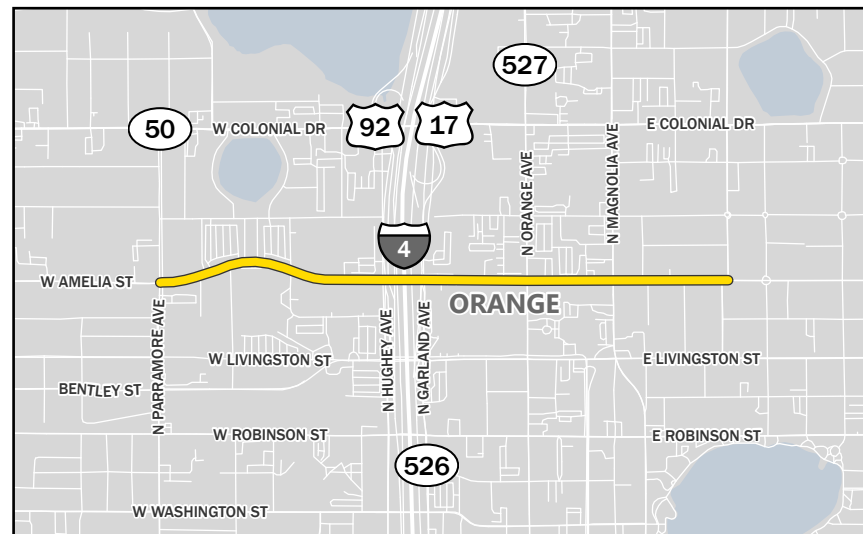 527
50
W COLONIAL DR
92
17
E COLONIAL DR
N ORANGE AVE
N MAGNOLIA AVE
4
W AMELIA ST
ORANGE
N PARRAMORE AVE
N HUGHEY AVE
N GARLAND AVE
W LIVINGSTON ST
E LIVINGSTON ST
BENTLEY ST
W ROBINSON ST
E ROBINSON ST
526
W WASHINGTON ST